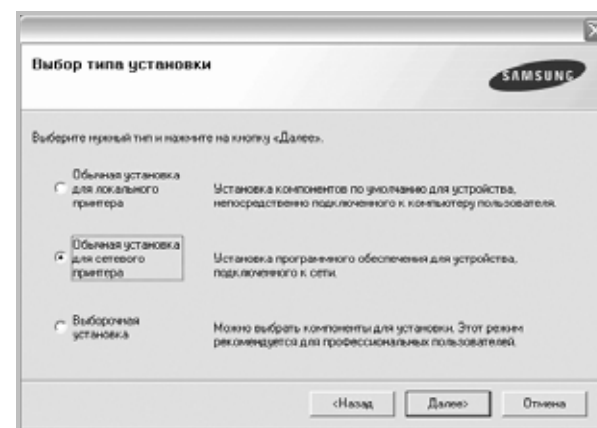 Выбор типа установки
SAMSUNG
Выберите нужный тип и нажмите на кнопку «Далее».
Обычная установка
для локального
принтера
Установка компонентов по умолчанию для устройства,
непосредственно подключенного к компьютеру пользователя.
Обычная установка
для сетевого
принтера
Установка программного обеспечения для устройства,
подключенного к сети.
Выборочная
установка
Можно выбрать компоненты для установки. Этот режим
рекомендуется для профессиональных пользователей.
<Назад
Далее>
Отмена